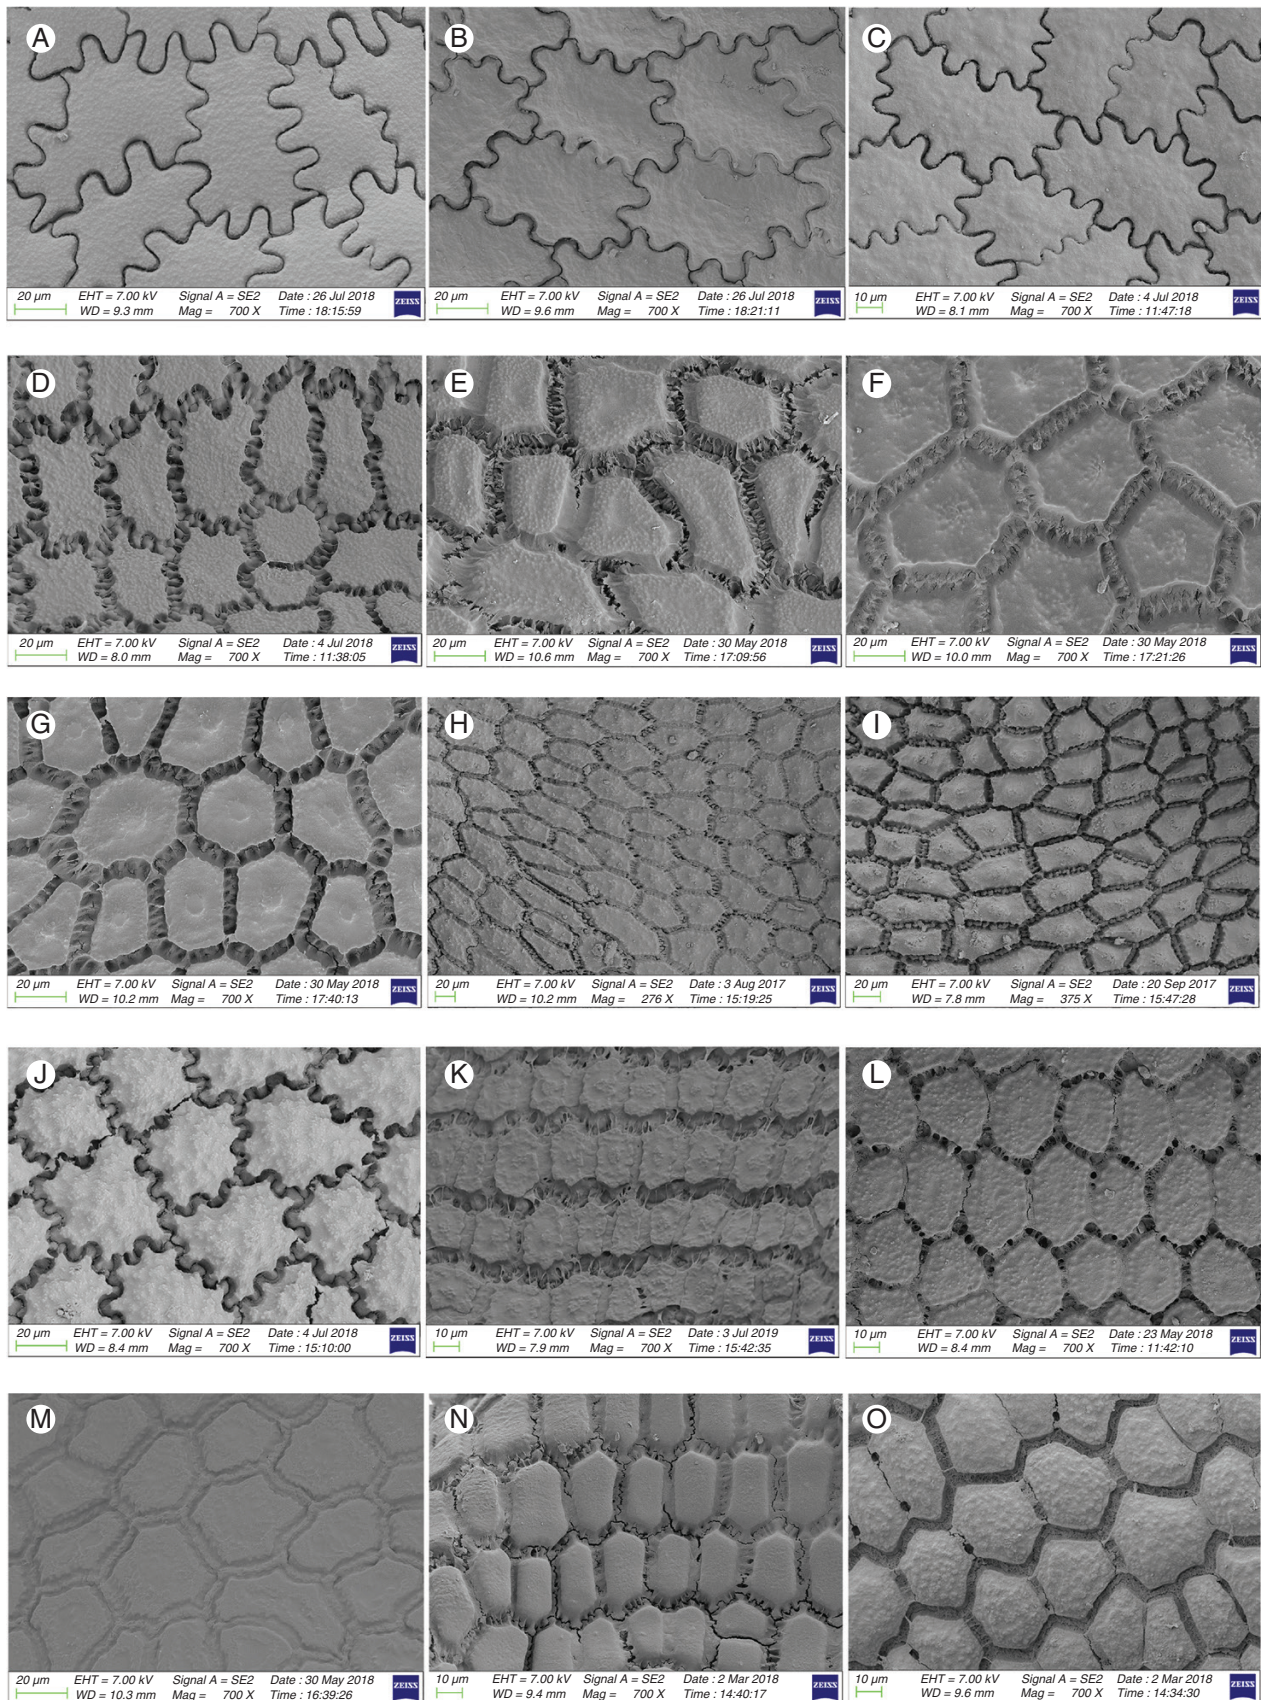 A
B
C
20 µm EHT = 7.00 kV Signal A = SE2 Date : 26 Jul 2018
WD = 9.3 mm Mag = 700 X Time : 18:15:59
ZEISS
20 µm EHT = 7.00 kV Signal A = SE2 Date : 26 Jul 2018
WD = 9.6 mm Mag = 700 X Time : 18:21:11
ZEISS
10 µm EHT = 7.00 kV Signal A = SE2 Date : 4 Jul 2018
WD = 8.1 mm Mag = 700 X Time : 11:47:18
ZEISS
D
E
F
20 µm EHT = 7.00 kV Signal A = SE2 Date : 4 Jul 2018
WD = 8.0 mm Mag = 700 X Time : 11:38:05
ZEISS
20 µm EHT = 7.00 kV Signal A = SE2 Date : 30 May 2018
WD = 10.6 mm Mag = 700 X Time : 17:09:56
ZEISS
20 µm EHT = 7.00 kV Signal A = SE2 Date : 30 May 2018
WD = 10.0 mm Mag = 700 X Time : 17:21:26
ZEISS
G
H
I
20 µm EHT = 7.00 kV Signal A = SE2 Date : 30 May 2018
WD = 10.2 mm Mag = 700 X Time : 17:40:13
ZEISS
20 µm EHT = 7.00 kV Signal A = SE2 Date : 3 Aug 2017
WD = 10.2 mm Mag = 276 X Time : 15:19:25
ZEISS
20 µm EHT = 7.00 kV Signal A = SE2 Date : 20 Sep 2017
WD = 7.8 mm Mag = 375 X Time : 15:47:28
ZEISS
J
K
L
20 µm EHT = 7.00 kV Signal A = SE2 Date : 4 Jul 2018
WD = 8.4 mm Mag = 700 X Time : 15:10:00
ZEISS
10 µm EHT = 7.00 kV Signal A = SE2 Date : 3 Jul 2019
WD = 7.9 mm Mag = 700 X Time : 15:42:35
ZEISS
10 µm EHT = 7.00 kV Signal A = SE2 Date : 23 May 2018
WD = 8.4 mm Mag = 700 X Time : 11:42:10
ZEISS
M
N
O
20 µm EHT = 7.00 kV Signal A = SE2 Date : 30 May 2018
WD = 10.3 mm Mag = 700 X Time : 16:39:26
ZEISS
10 µm EHT = 7.00 kV Signal A = SE2 Date : 2 Mar 2018
WD = 9.4 mm Mag = 700 X Time : 14:40:17
ZEISS
10 µm EHT = 7.00 kV Signal A = SE2 Date : 2 Mar 2018
WD = 9.6 mm Mag = 700 X Time : 14:34:30
ZEISS